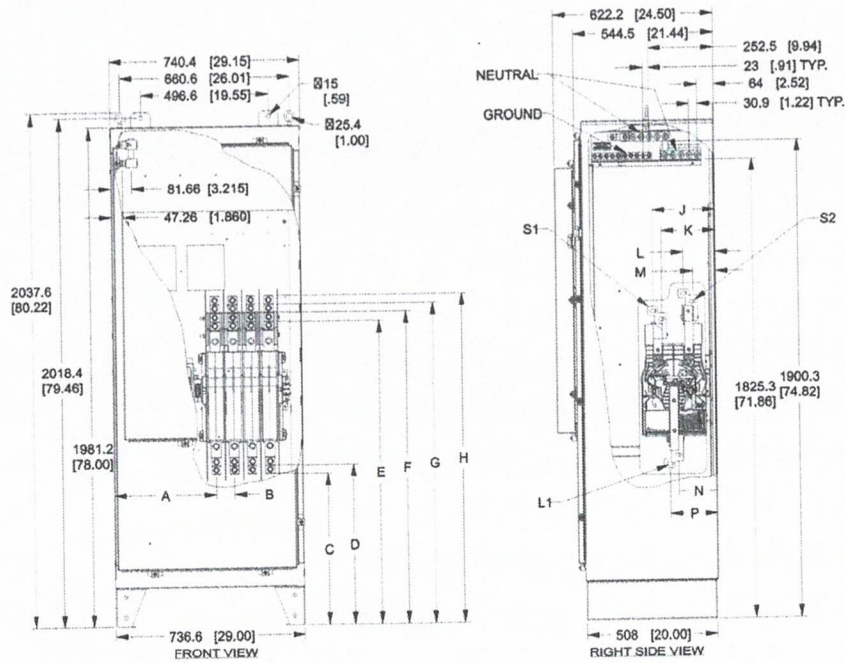 740.4 [29.15]
660.6 [26.01]
496.6 [19.55]
15
[.59]
25.4
[1.00]
81.66 [3.215]
47.26 [1.860]
2037.6
[80.22]
2018.4
[79.46]
1981.2
[78.00]
A
B
C
D
E
F
G
H
736.6 [29.00]
FRONT VIEW
622.2 [24.50]
544.5 [21.44]
252.5 [9.94]
23 [.91] TYP.
64 [2.52]
30.9 [1.22] TYP.
NEUTRAL
GROUND
J
K
L
M
S1
S2
1825.3
[71.86]
1900.3
[74.82]
L1
N
P
508 [20.00]
RIGHT SIDE VIEW